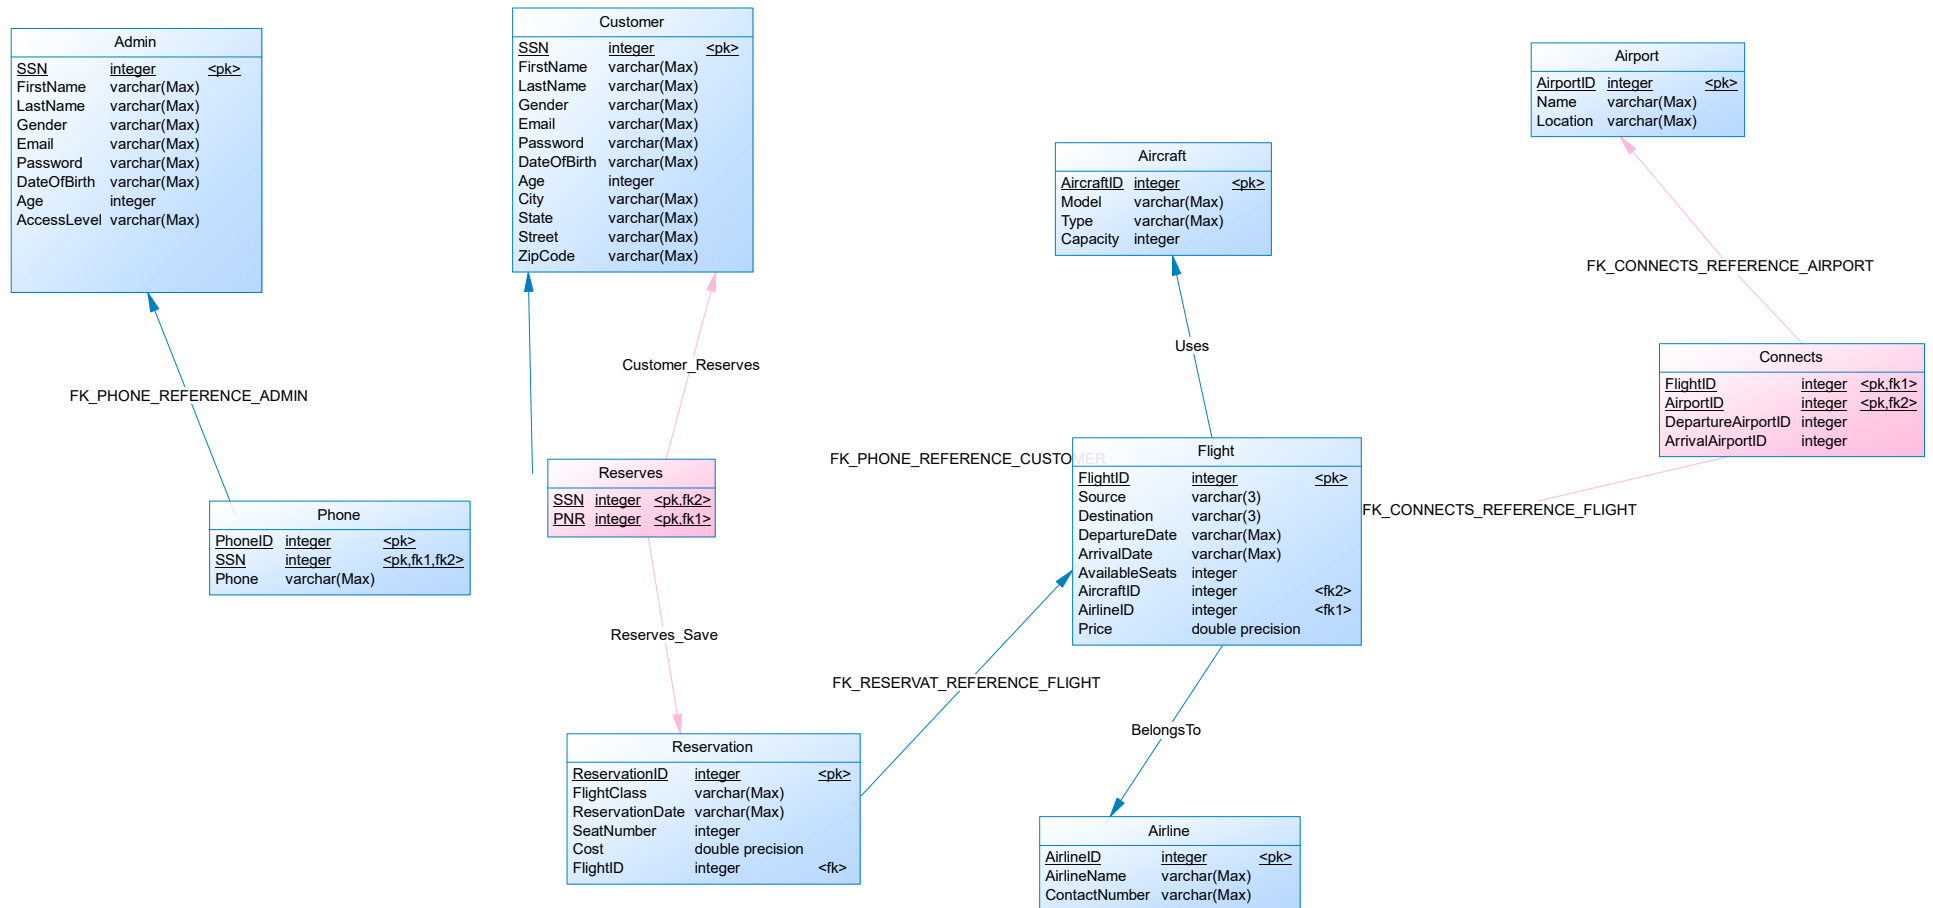 Admin
SSN integer <pk>
FirstName varchar(Max)
LastName varchar(Max)
Gender varchar(Max)
Email varchar(Max)
Password varchar(Max)
DateOfBirth varchar(Max)
Age integer
AccessLevel varchar(Max)
Customer
SSN integer <pk>
FirstName varchar(Max)
LastName varchar(Max)
Gender varchar(Max)
Email varchar(Max)
Password varchar(Max)
DateOfBirth varchar(Max)
Age integer
City varchar(Max)
State varchar(Max)
Street varchar(Max)
ZipCode varchar(Max)
Aircraft
AircraftID integer <pk>
Model varchar(Max)
Type varchar(Max)
Capacity integer
Airport
AirportID integer <pk>
Name varchar(Max)
Location varchar(Max)
FK_CONNECTS_REFERENCE_AIRPORT
Uses
Customer_Reserves
FK_PHONE_REFERENCE_ADMIN
Connects
FlightID integer <pk,fk1>
AirportID integer <pk,fk2>
DepartureAirportID integer
ArrivalAirportID integer
FK_PHONE_REFERENCE_CUSTOMER
Reserves
SSN integer <pk,fk2>
PNR integer <pk,fk1>
Flight
FlightID integer <pk>
Source varchar(3)
Destination varchar(3)
DepartureDate varchar(Max)
ArrivalDate varchar(Max)
AvailableSeats integer
AircraftID integer <fk2>
AirlineID integer <fk1>
Price double precision
FK_CONNECTS_REFERENCE_FLIGHT
Phone
PhoneID integer <pk>
SSN integer <pk,fk1,fk2>
Phone varchar(Max)
Reserves_Save
FK_RESERVAT_REFERENCE_FLIGHT
BelongsTo
Reservation
ReservationID integer <pk>
FlightClass varchar(Max)
ReservationDate varchar(Max)
SeatNumber integer
Cost double precision
FlightID integer <fk>
Airline
AirlineID integer <pk>
AirlineName varchar(Max)
ContactNumber varchar(Max)